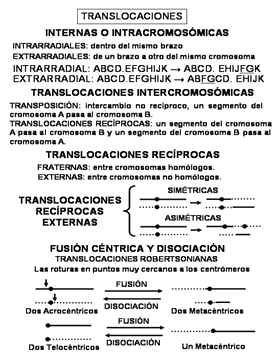 TRANSLOCACIONES
INTERNAS O INTRACROMOSÓMICAS
INTRARRADIALES: dentro del mismo brazo
EXTRARRADIALES: de un brazo a otro del mismo cromosoma
INTRARRADIAL: ABCD.EFGHIJK → ABCD. EHIJFGK
EXTRARRADIAL: ABCD.EFGHIJK → ABFGCD. EHIJK
TRANSLOCACIONES INTERCROMOSÓMICAS
TRANSPOSICIÓN: intercambio no recíproco, un segmento del
cromosoma A pasa al cromosoma B.
TRANSLOCACIONES RECÍPROCAS: un segmento del cromosoma
A pasa al cromosoma B y un segmento del cromosoma B pasa al
cromosoma A.
TRANSLOCACIONES RECÍPROCAS
FRATERNAS: entre cromosomas homólogos.
EXTERNAS: entre cromosomas no homólogos.
SIMÉTRICAS
TRANSLOCACIONES
RECÍPROCAS
EXTERNAS
ASIMÉTRICAS
FUSIÓN CÉNTRICA Y DISOCIACIÓN
TRANSLOCACIONES ROBERTSONIANAS
Las roturas en puntos muy cercanos a los centrómeros
FUSIÓN
DISOCIACIÓN
Dos Acrocéntricos
Dos Metacéntricos
FUSIÓN
DISOCIACIÓN
Dos Telocéntricos
Un Metacéntrico